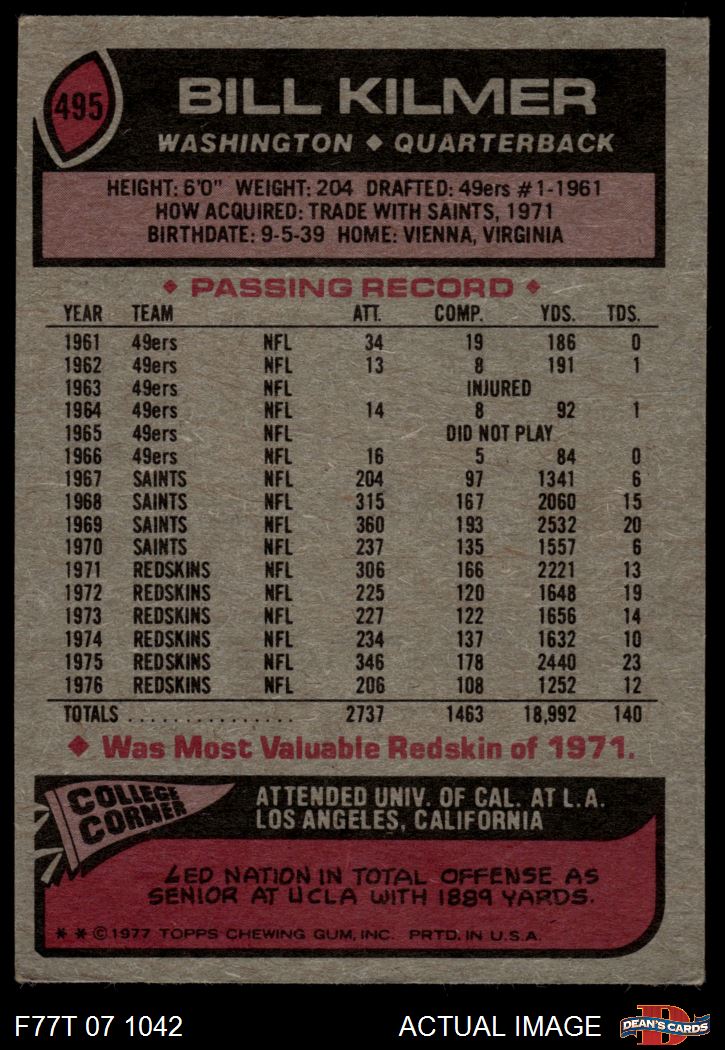 495
BILL KILMER
WASHINGTON ◆ QUARTERBACK
HEIGHT: 6'0" WEIGHT: 204 DRAFTED: 49ers #1-1961
HOW ACQUIRED: TRADE WITH SAINTS, 1971
BIRTHDATE: 9-5-39 HOME: VIENNA, VIRGINIA
◆ PASSING RECORD ◆
YEAR TEAM ATT. COMP. YDS. TDS.
1961 49ers NFL 34 19 186 0
1962 49ers NFL 13 8 191 1
1963 49ers NFL INJURED
1964 49ers NFL 14 8 92 1
1965 49ers NFL DID NOT PLAY
1966 49ers NFL 16 5 84 0
1967 SAINTS NFL 204 97 1341 6
1968 SAINTS NFL 315 167 2060 15
1969 SAINTS NFL 360 193 2532 20
1970 SAINTS NFL 237 135 1557 6
1971 REDSKINS NFL 306 166 2221 13
1972 REDSKINS NFL 225 120 1648 19
1973 REDSKINS NFL 227 122 1656 14
1974 REDSKINS NFL 234 137 1632 10
1975 REDSKINS NFL 346 178 2440 23
1976 REDSKINS NFL 206 108 1252 12
TOTALS ................ 2737 1463 18,992 140
◆ Was Most Valuable Redskin of 1971.
COLLEGE CORNER
ATTENDED UNIV. OF CAL. AT L.A.
LOS ANGELES, CALIFORNIA
LED NATION IN TOTAL OFFENSE AS
SENIOR AT UCLA WITH 1889 YARDS.
* * © 1977 TOPPS CHEWING GUM, INC. PRTD. IN U.S.A.
F77T 07 1042 ACTUAL IMAGE D DEAN'S CARDS